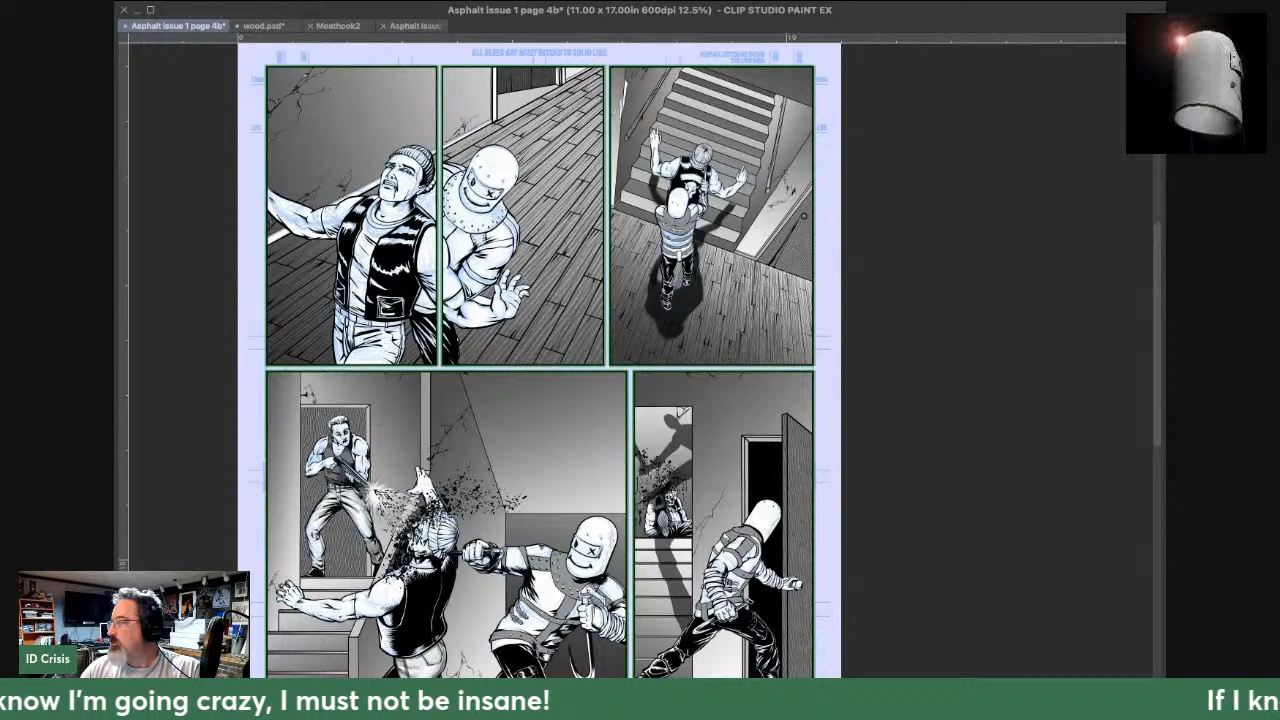 Asphalt issue 1 page 4b* (11.00 x 17.00in 600dpi 12.5%) - CLIP STUDIO PAINT EX
Asphalt issue 1 page 4b* wood.psd* Meathook2 Asphalt issue
0 10
ALL BLEED ART MUST EXTEND TO SOLID LINE
ID Crisis
know I'm going crazy, I must not be insane! If I kn